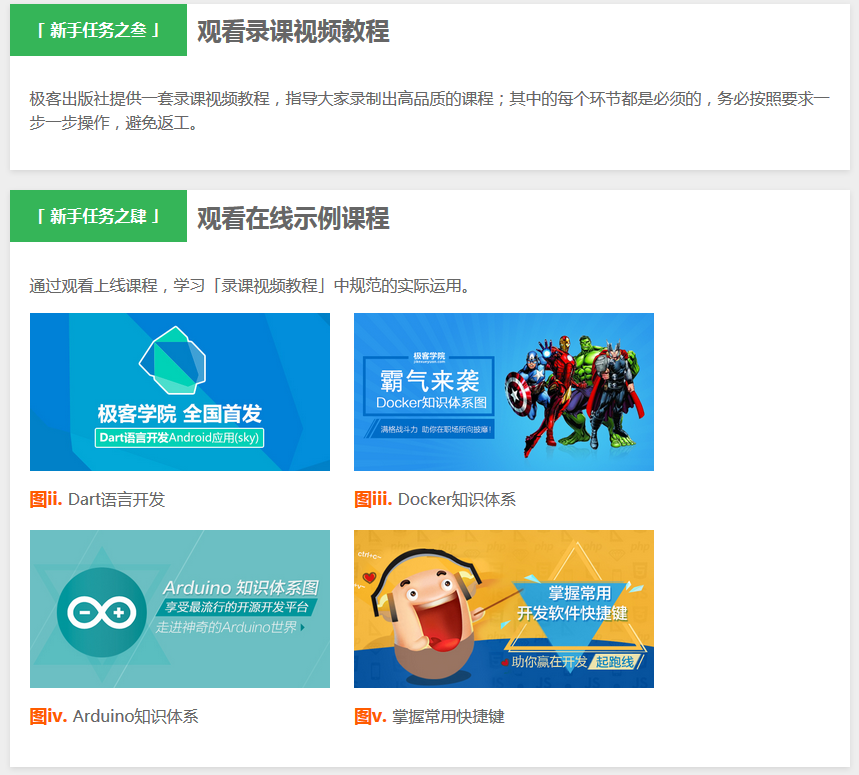 「 新手任务之叁 」 观看录课视频教程
极客出版社提供一套录课视频教程，指导大家录制出高品质的课程；其中的每个环节都是必须的，务必按照要求一
步一步操作，避免返工。
「 新手任务之肆 」 观看在线示例课程
通过观看上线课程，学习「录课视频教程」中规范的实际运用。
极客学院 全国首发
Dart语言开发Android应用(sky)
极客学院
jikexueyuan.com
霸气来袭
Docker知识体系图
满格战斗力 助你在职场所向披靡！
图ii. Dart语言开发
图iii. Docker知识体系
Arduino 知识体系图
享受最流行的开源开发平台
走进神奇的Arduino世界
ctrl+c~
掌握常用
开发软件快捷键
助你赢在开发 起跑线
图iv. Arduino知识体系
图v. 掌握常用快捷键